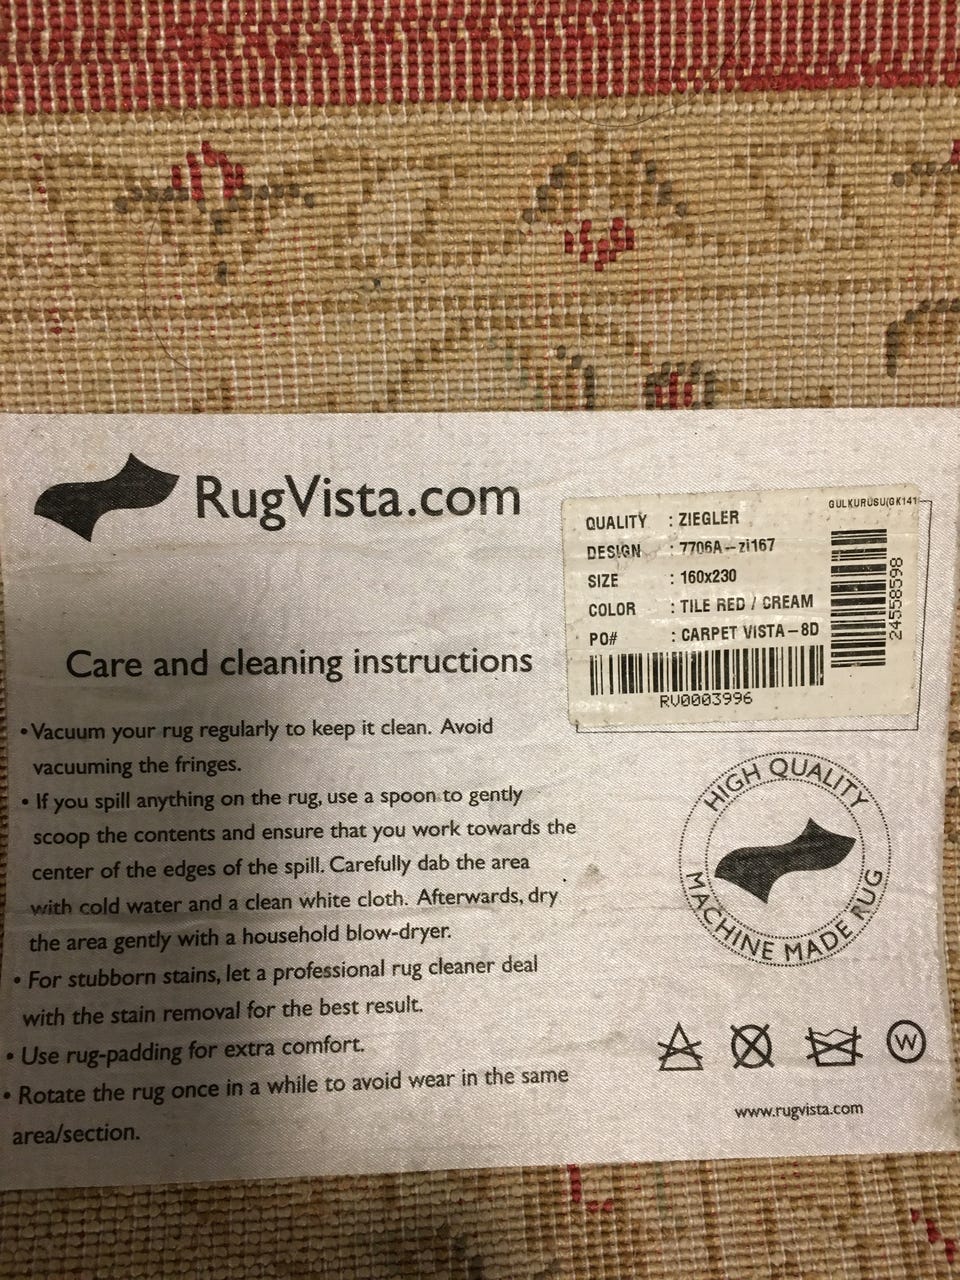 RugVista.com
GULKURUSU(GK141
QUALITY : ZIEGLER
DESIGN : 7706A-zi167
SIZE : 160x230
COLOR : TILE RED / CREAM
PO# : CARPET VISTA-8D
24558598
RV0003996
Care and cleaning instructions
• Vacuum your rug regularly to keep it clean. Avoid
vacuuming the fringes.
• If you spill anything on the rug, use a spoon to gently
scoop the contents and ensure that you work towards the
center of the edges of the spill. Carefully dab the area
with cold water and a clean white cloth. Afterwards, dry
the area gently with a household blow-dryer.
• For stubborn stains, let a professional rug cleaner deal
with the stain removal for the best result.
• Use rug-padding for extra comfort.
• Rotate the rug once in a while to avoid wear in the same
area/section.
HIGH QUALITY
MACHINE MADE RUG
W
www.rugvista.com